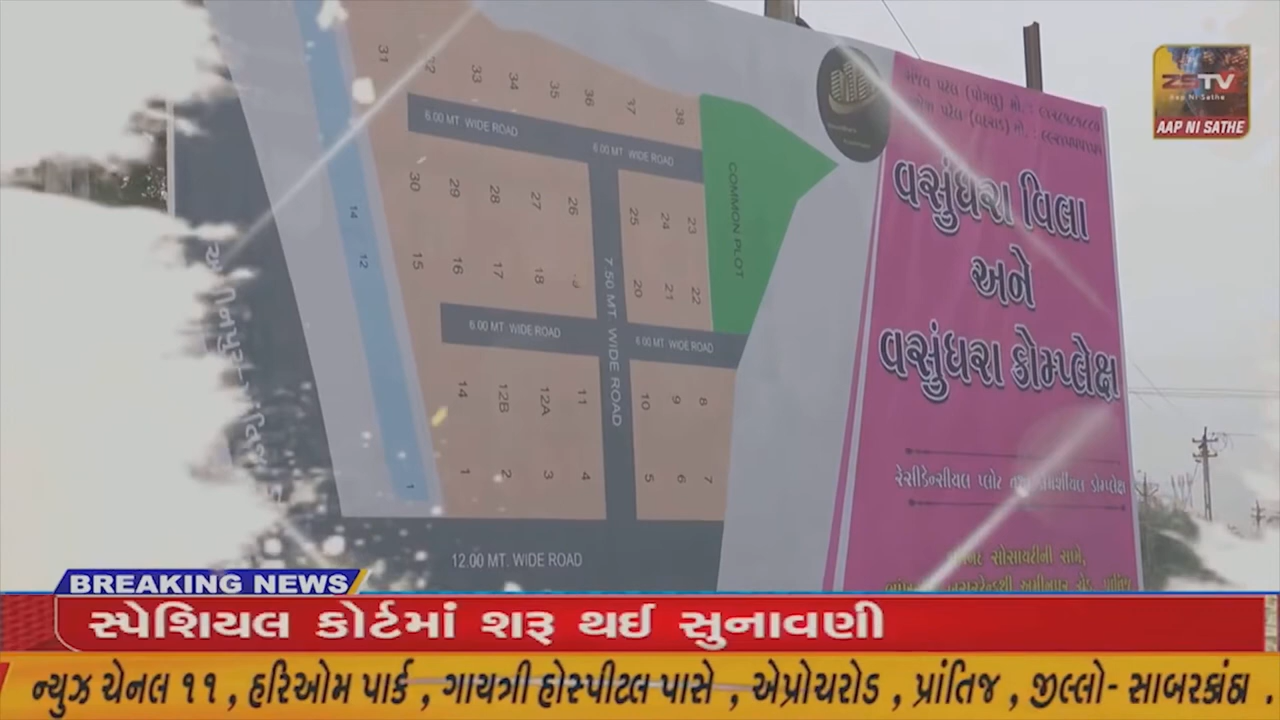 ZSTV
Aap Ni Sathe
AAP NI SATHE
વસુંધરા વિલા
અને
વસુંધરા કોમ્પ્લેક્ષ
રેસીડેન્સીયલ પ્લોટ
સોસાયટીની સામે,
31 32 33 34 35 36 37 38
6.00 MT. WIDE ROAD
6.00 MT. WIDE ROAD
COMMON PLOT
30 29 28 27 26 25 24 23
14
12
15 16 17 18 20 21 22
7.50 MT. WIDE ROAD
6.00 MT. WIDE ROAD
6.00 MT. WIDE ROAD
14 12B 12A 11 10 9 8
1 2 3 4 5 6 7
1
12.00 MT. WIDE ROAD
BREAKING NEWS
સ્પેશિયલ કોર્ટમાં શરૂ થઈ સુનાવણી
ન્યુઝ ચેનલ ૧૧ , હરિઓમ પાર્ક , ગાયત્રી હોસ્પીટલ પાસે , એપ્રોચરોડ , પ્રાંતિજ , જીલ્લો- સાબરકાંઠા .